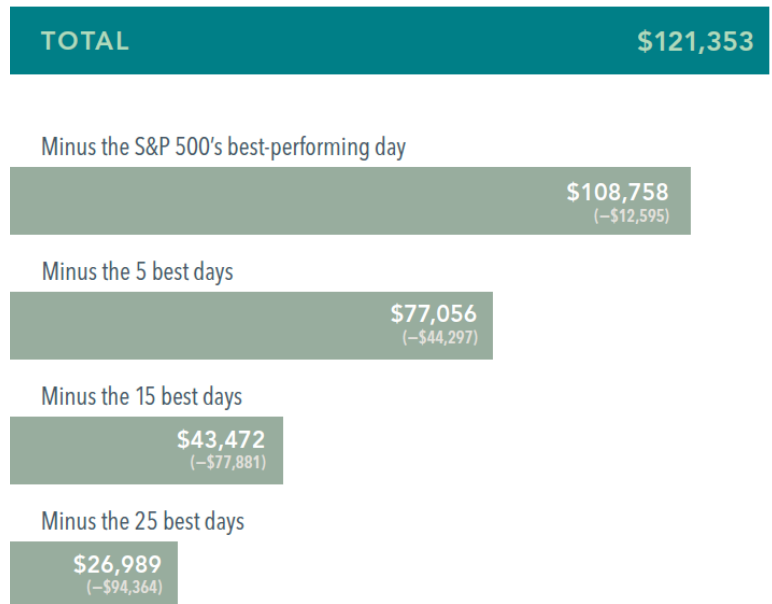 TOTAL $121,353
Minus the S&P 500's best-performing day
$108,758
(–$12,595)
Minus the 5 best days
$77,056
(–$44,297)
Minus the 15 best days
$43,472
(–$77,881)
Minus the 25 best days
$26,989
(–$94,364)